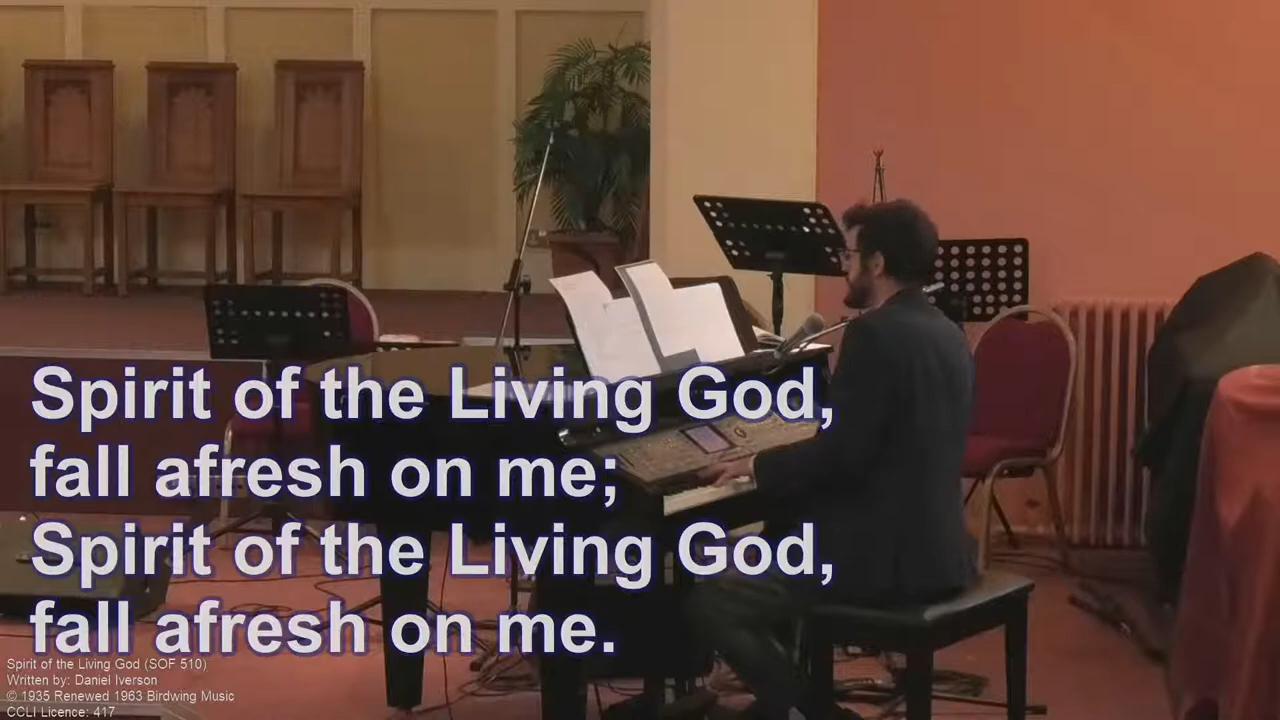 Spirit of the Living God,
fall afresh on me;
Spirit of the Living God,
fall afresh on me.
Spirit of the Living God (SOF 510)
Written by: Daniel Iverson
© 1935 Renewed 1963 Birdwing Music
CCLI Licence: 417